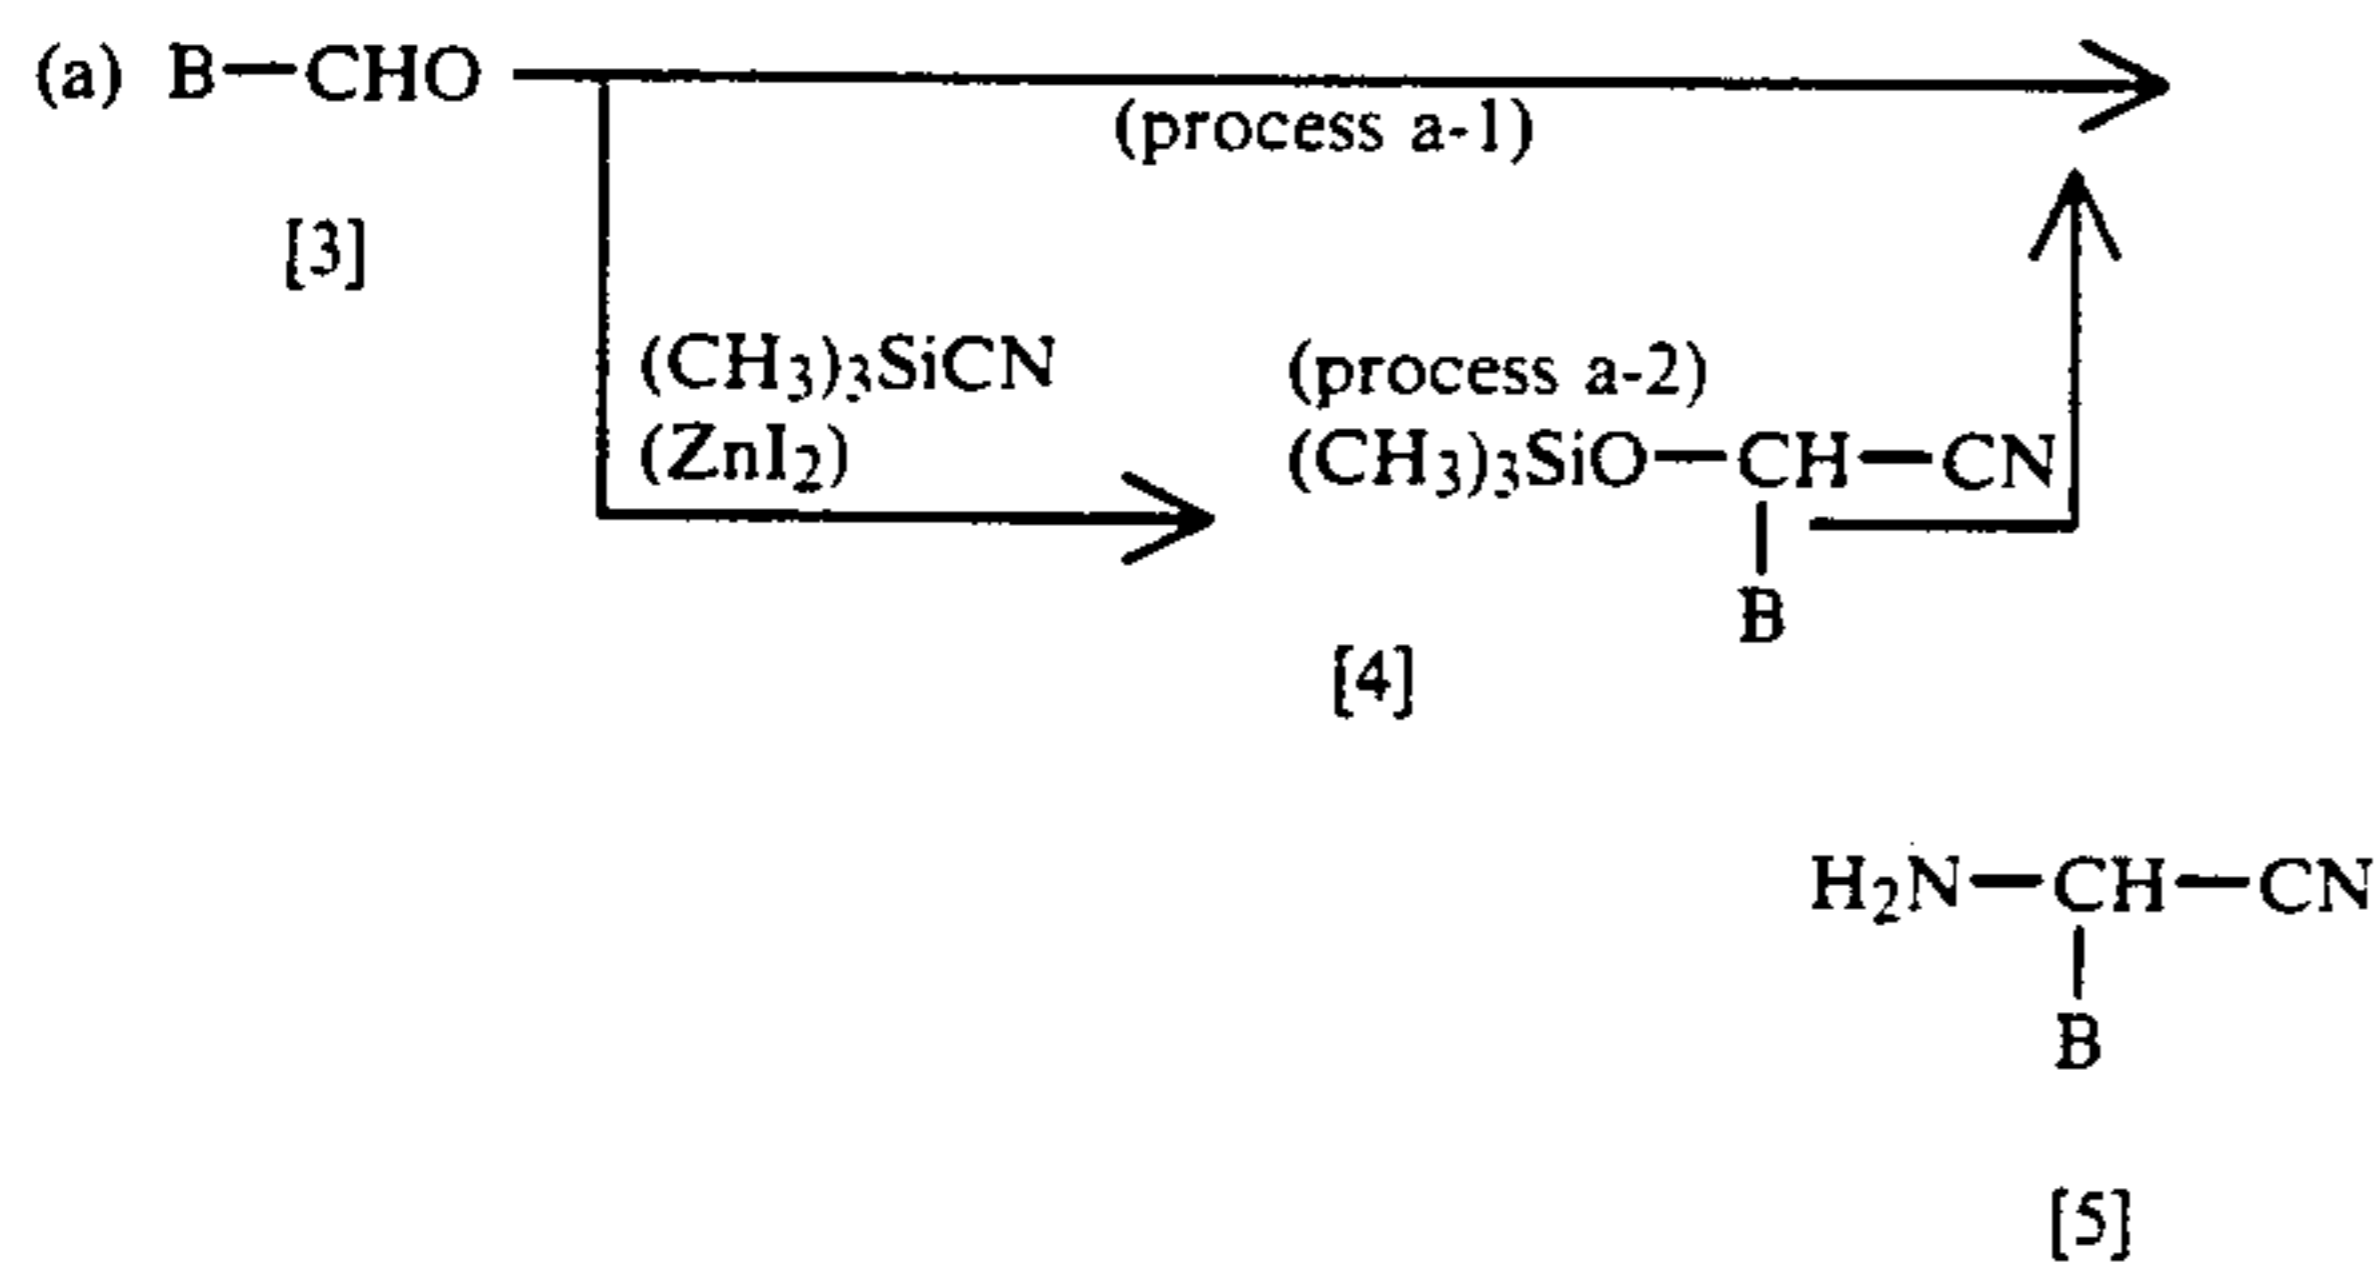 (a) B—CHO
(process a-1)
[3]
(CH₃)₃SiCN
(ZnI₂)
(process a-2)
(CH₃)₃SiO—CH—CN
B
[4]
H₂N—CH—CN
B
[5]